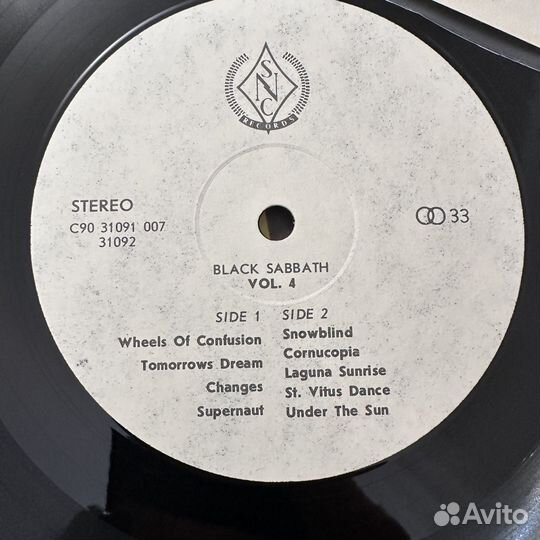 SNC
RECORDS
STEREO
C90 31091 007
31092
33
BLACK SABBATH
VOL. 4
SIDE 1
Wheels Of Confusion
Tomorrows Dream
Changes
Supernaut
SIDE 2
Snowblind
Cornucopia
Laguna Sunrise
St. Vitus Dance
Under The Sun
Avito